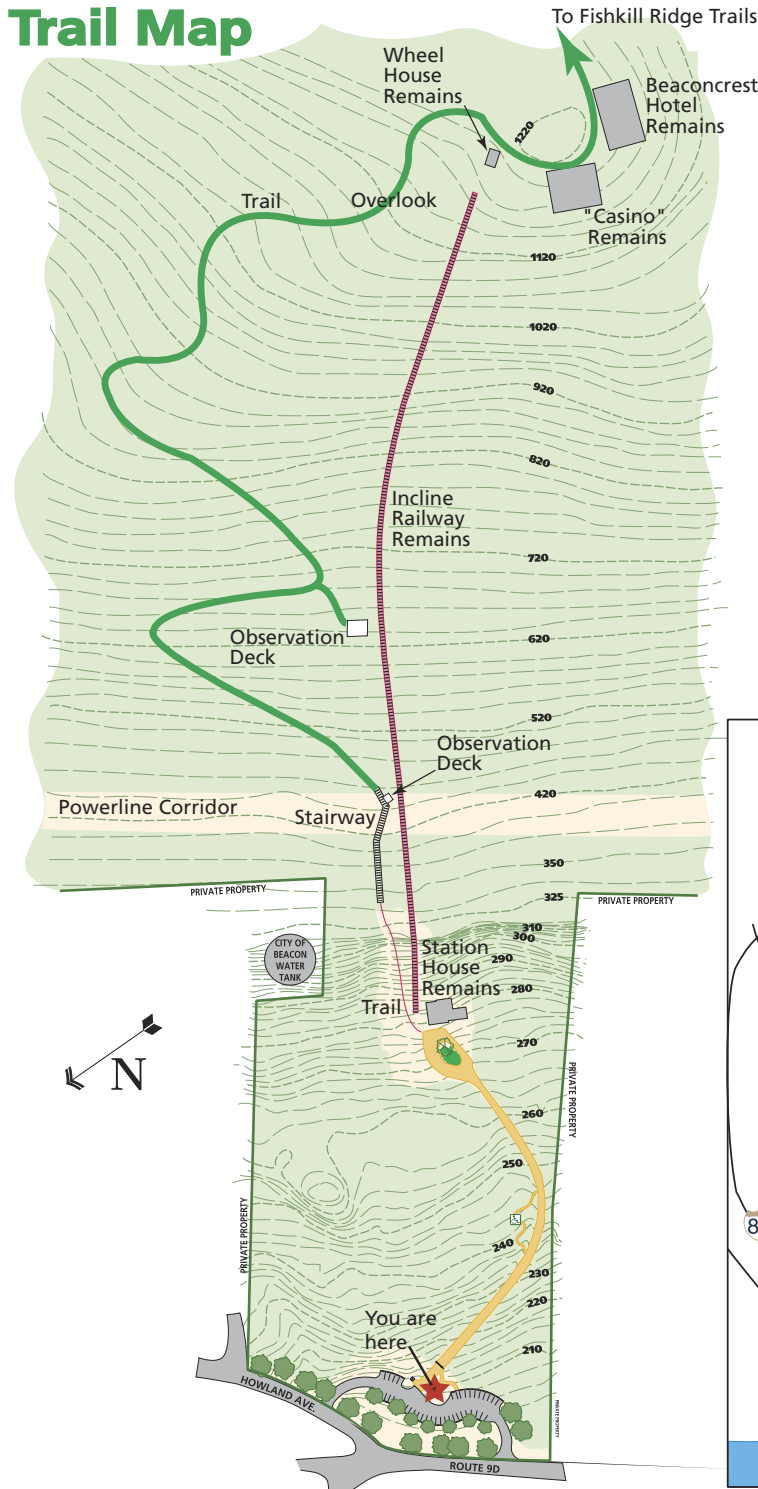 Trail Map
To Fishkill Ridge Trails
Wheel
House
Remains
Beaconcrest
Hotel
Remains
1220
Trail
Overlook
"Casino"
Remains
1120
1020
920
820
Incline
Railway
Remains
720
620
Observation
Deck
520
Observation
Deck
420
Powerline Corridor
Stairway
350
325
PRIVATE PROPERTY
PRIVATE PROPERTY
310
300
290
280
CITY OF
BEACON
WATER
TANK
Station
House
Remains
Trail
270
N
PRIVATE PROPERTY
260
250
240
230
220
210
PRIVATE PROPERTY
You are
here
HOWLAND AVE.
PRIVATE PROPERTY
ROUTE 9D
8